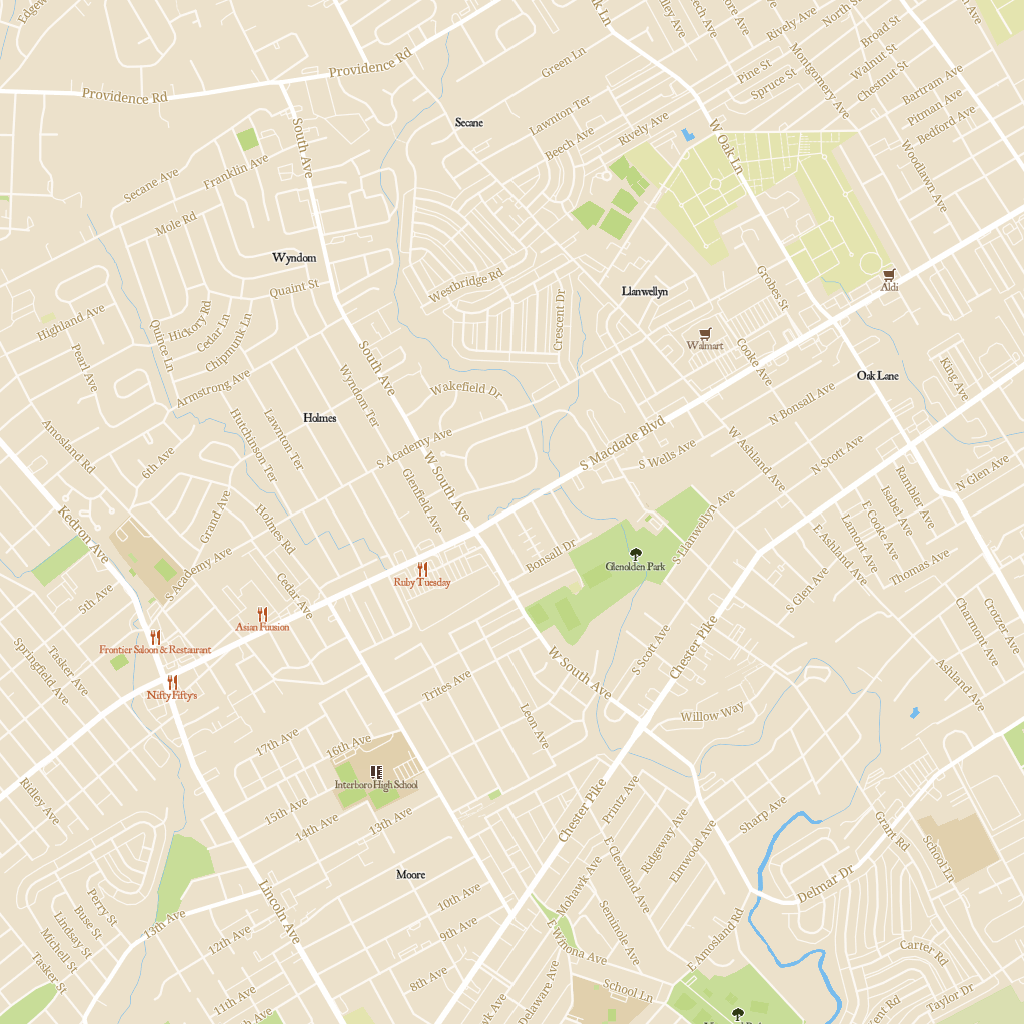 Providence Rd
Providence Rd
Green Ln
Rively Ave
North St
Broad St
Walnut St
Chestnut St
Pine St
Spruce St
Montgomery Ave
Bartram Ave
Pitman Ave
Bedford Ave
Woodlawn Ave
Secane
Lawnton Ter
Beech Ave
Rively Ave
W Oak Ln
South Ave
Franklin Ave
Secane Ave
Mole Rd
Wyndom
Quaint St
Westbridge Rd
Crescent Dr
Llanwellyn
Grobes St
Aldi
Walmart
Cooke Ave
Highland Ave
Hickory Rd
Cedar Ln
Chipmunk Ln
Quince Ln
Pearl Ave
Armstrong Ave
South Ave
Wyndom Ter
Wakefield Dr
Oak Lane
King Ave
N Bonsall Ave
Holmes
Hutchinson Ter
Lawnton Ter
S Academy Ave
S Macdade Blvd
S Wells Ave
W Ashland Ave
N Scott Ave
N Glen Ave
Amosland Rd
6th Ave
Grand Ave
Glenfield Ave
W South Ave
Rambler Ave
Isabel Ave
E Cooke Ave
Lamont Ave
E Ashland Ave
Thomas Ave
Kedron Ave
Holmes Rd
S Academy Ave
5th Ave
Cedar Ave
Ruby Tuesday
Bonsall Dr
Glenolden Park
S Llanwellyn Ave
S Glen Ave
Asian Fuusion
Frontier Saloon & Restaurant
Nifty Fifty's
Springfield Ave
Tasker Ave
Trites Ave
W South Ave
S Scott Ave
Chester Pike
Charmont Ave
Crotzer Ave
Ashland Ave
Willow Way
Leon Ave
17th Ave
16th Ave
Interboro High School
15th Ave
14th Ave
13th Ave
Ridley Ave
Chester Pike
Printz Ave
Ridgeway Ave
Elmwood Ave
Sharp Ave
Grant Rd
School Ln
Delmar Dr
Moore
E Cleveland Ave
Mohawk Ave
Seminole Ave
E Winona Ave
E Amosland Rd
10th Ave
9th Ave
8th Ave
Lincoln Ave
Perry St
Buse St
Lindsay St
Michell St
Tasker St
13th Ave
12th Ave
11th Ave
School Ln
Delaware Ave
Carter Rd
Taylor Dr